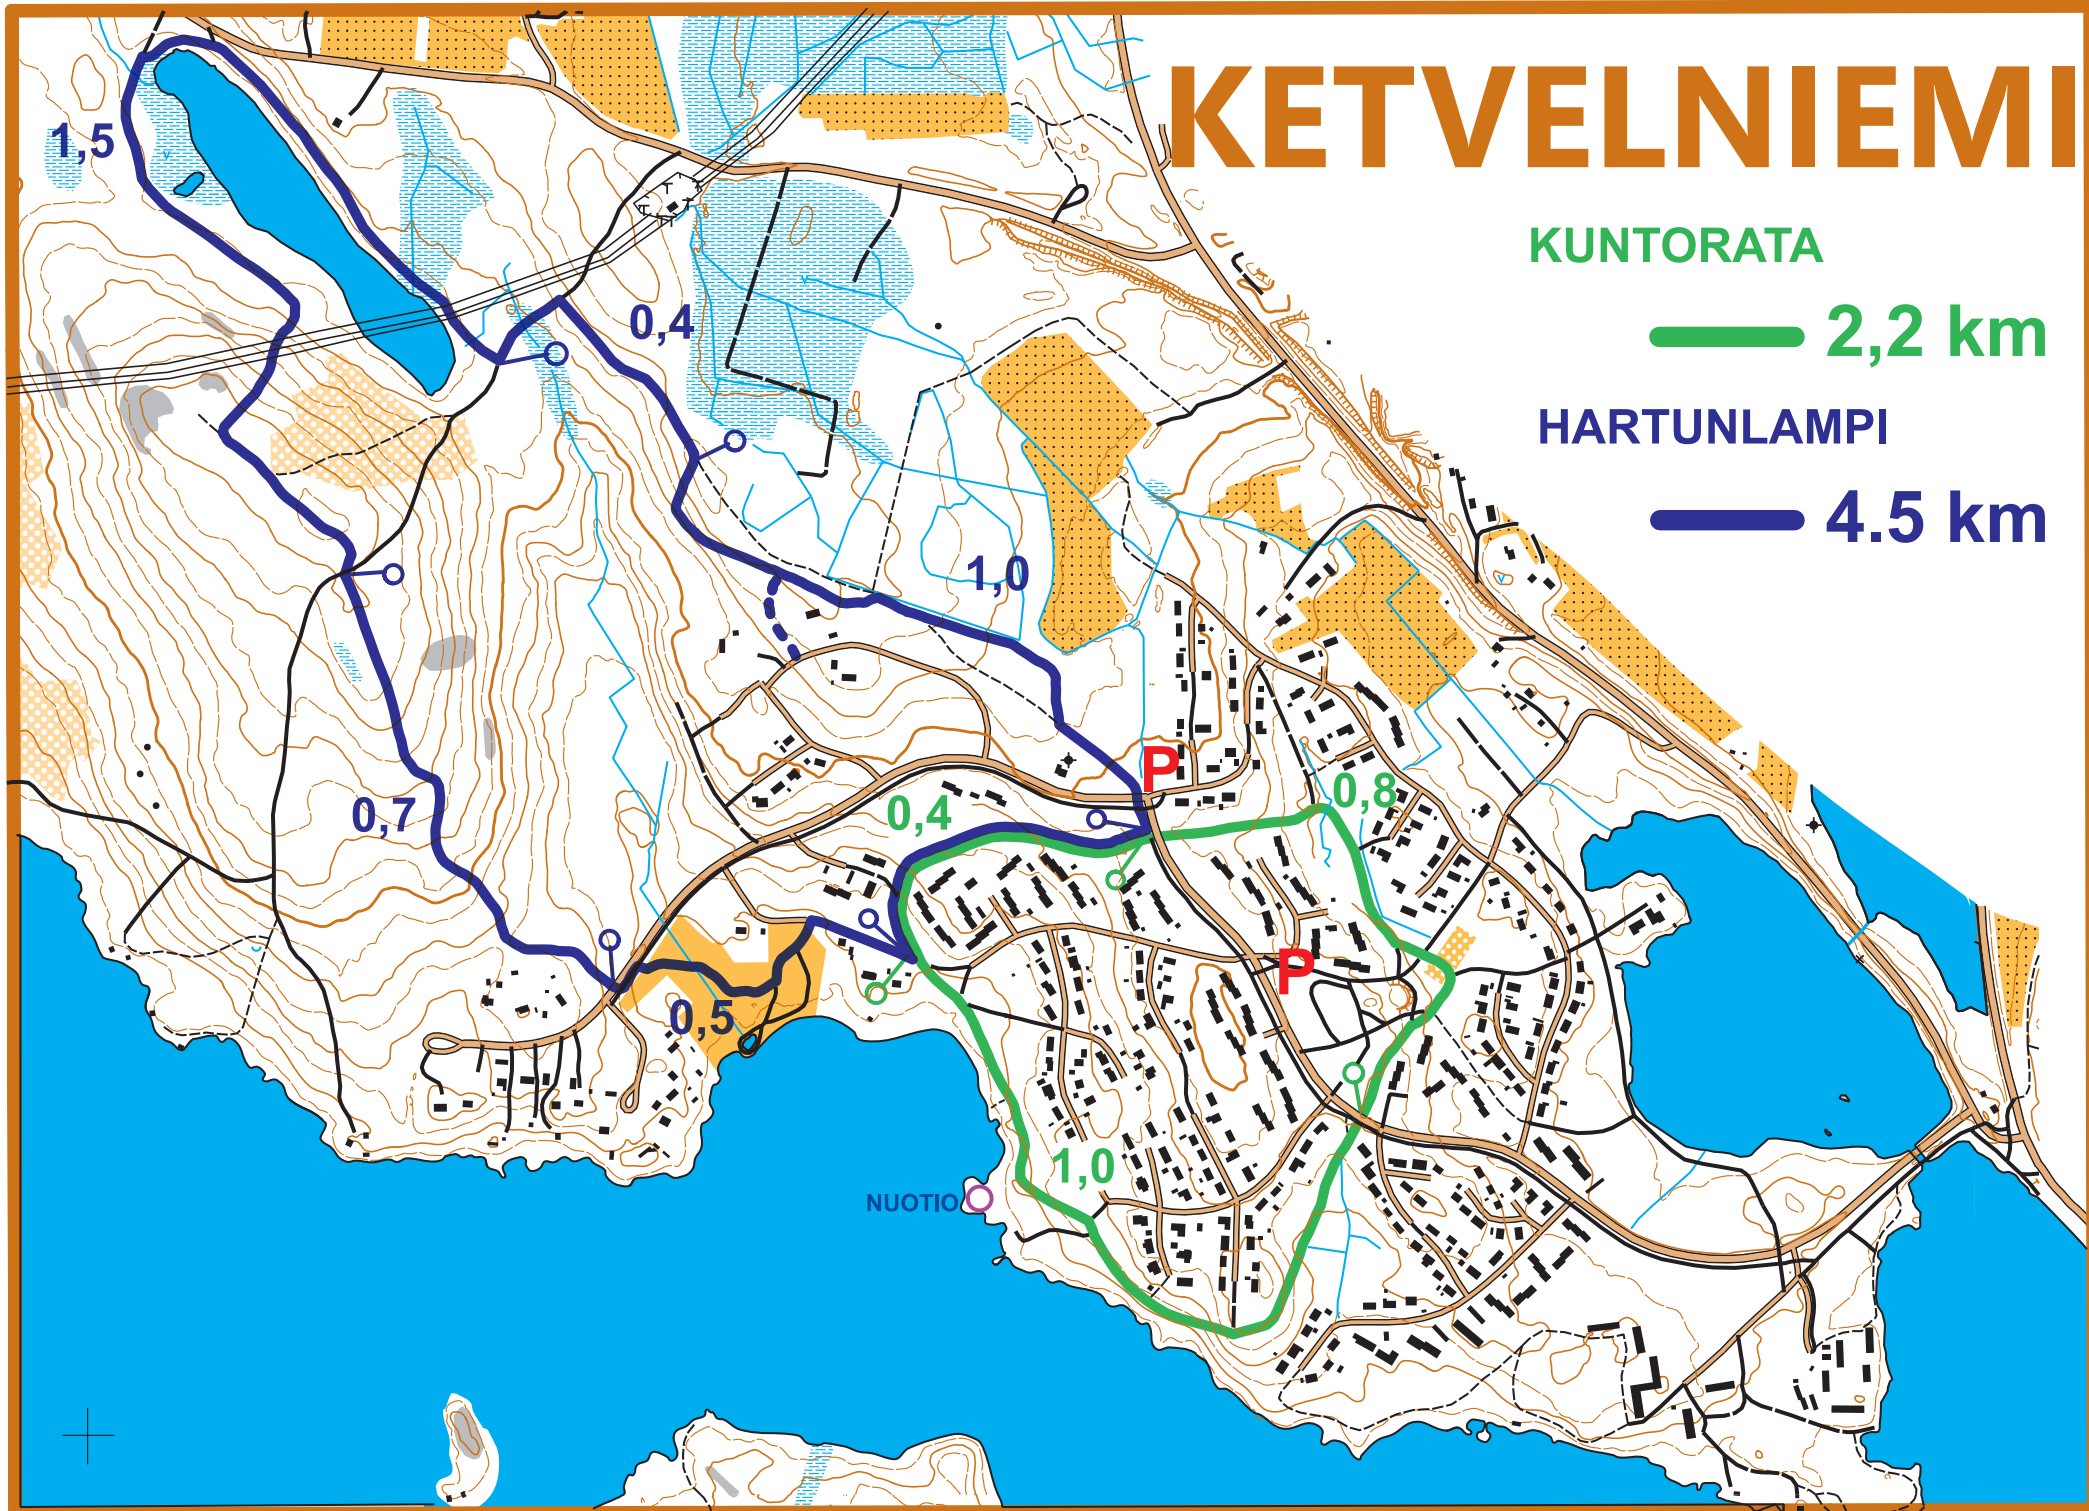 KETVELNIEMI
KUNTORATA
2,2 km
HARTUNLAMPI
4.5 km
1,5
0,4
1,0
P
0,8
0,4
0,7
P
0,5
1,0
NUOTIO